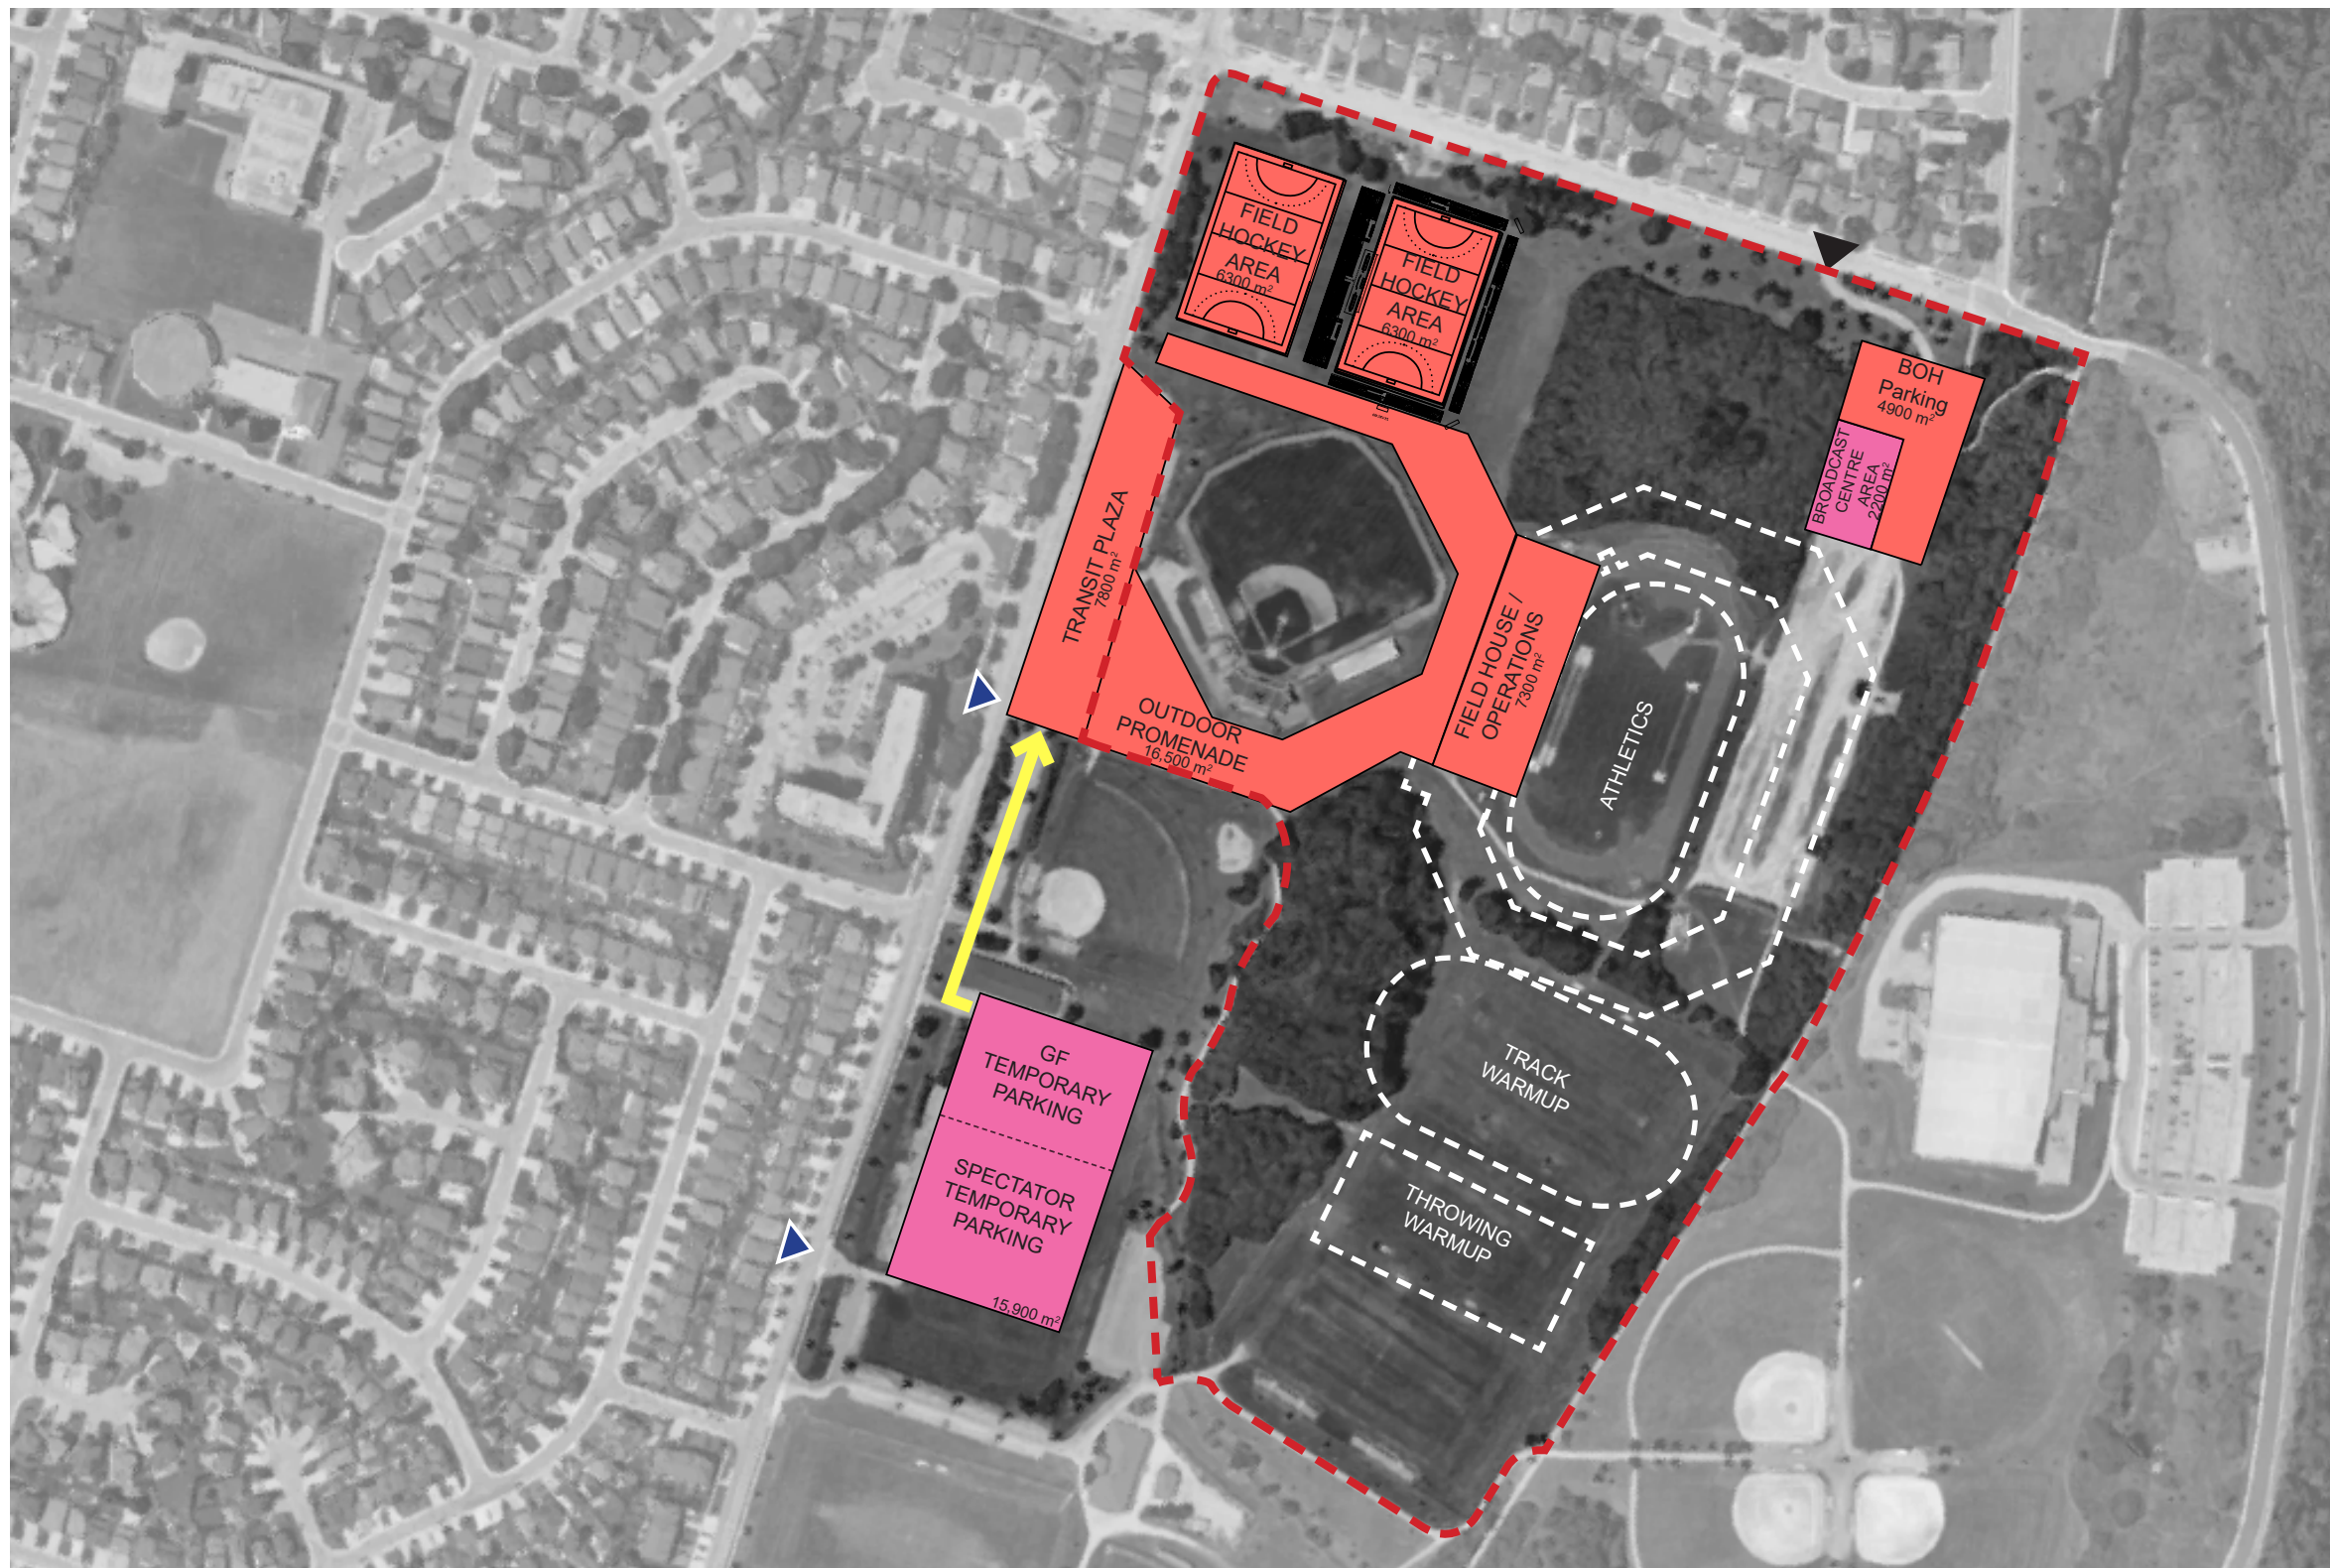 FIELD
HOCKEY
AREA
6300 m²
FIELD
HOCKEY
AREA
6300 m²
BOH
Parking
4900 m²
BROADCAST
CENTRE
AREA
2200 m²
TRANSIT PLAZA
7800 m²
OUTDOOR
PROMENADE
16,500 m²
FIELD HOUSE /
OPERATIONS
7300 m²
ATHLETICS
GF
TEMPORARY
PARKING
SPECTATOR
TEMPORARY
PARKING
15,900 m²
TRACK
WARMUP
THROWING
WARMUP